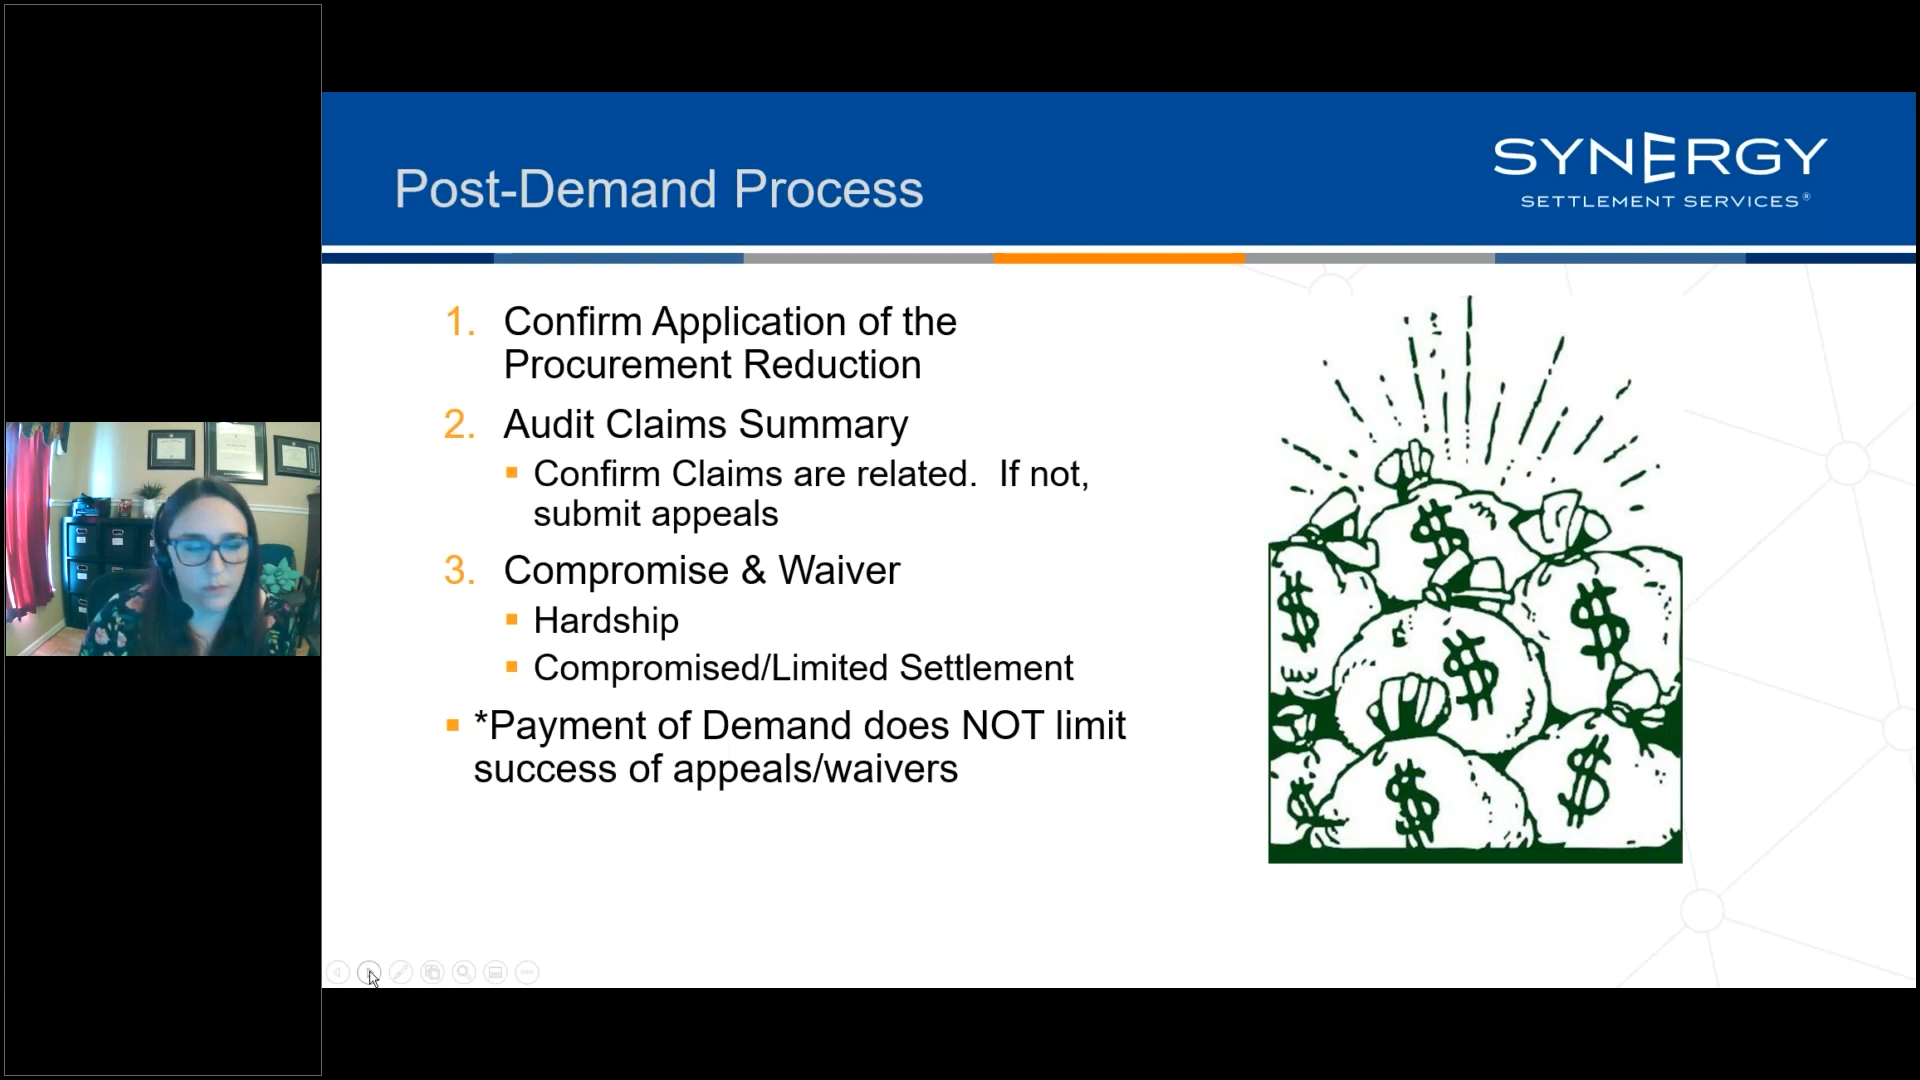 Post-Demand Process
SYNERGY
SETTLEMENT SERVICES®
1. Confirm Application of the
Procurement Reduction
2. Audit Claims Summary
▪ Confirm Claims are related.  If not,
submit appeals
3. Compromise & Waiver
▪ Hardship
▪ Compromised/Limited Settlement
▪ *Payment of Demand does NOT limit
success of appeals/waivers
$
$
$
$
$
$
$